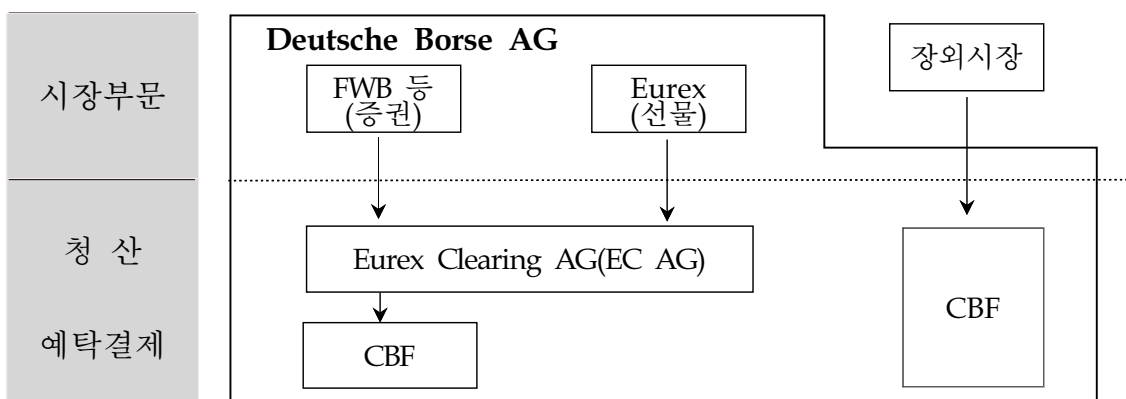 Deutsche Borse AG
장외시장
시장부문
FWB 등
(증권)
Eurex
(선물)
청 산
Eurex Clearing AG(EC AG)
CBF
예탁결제
CBF